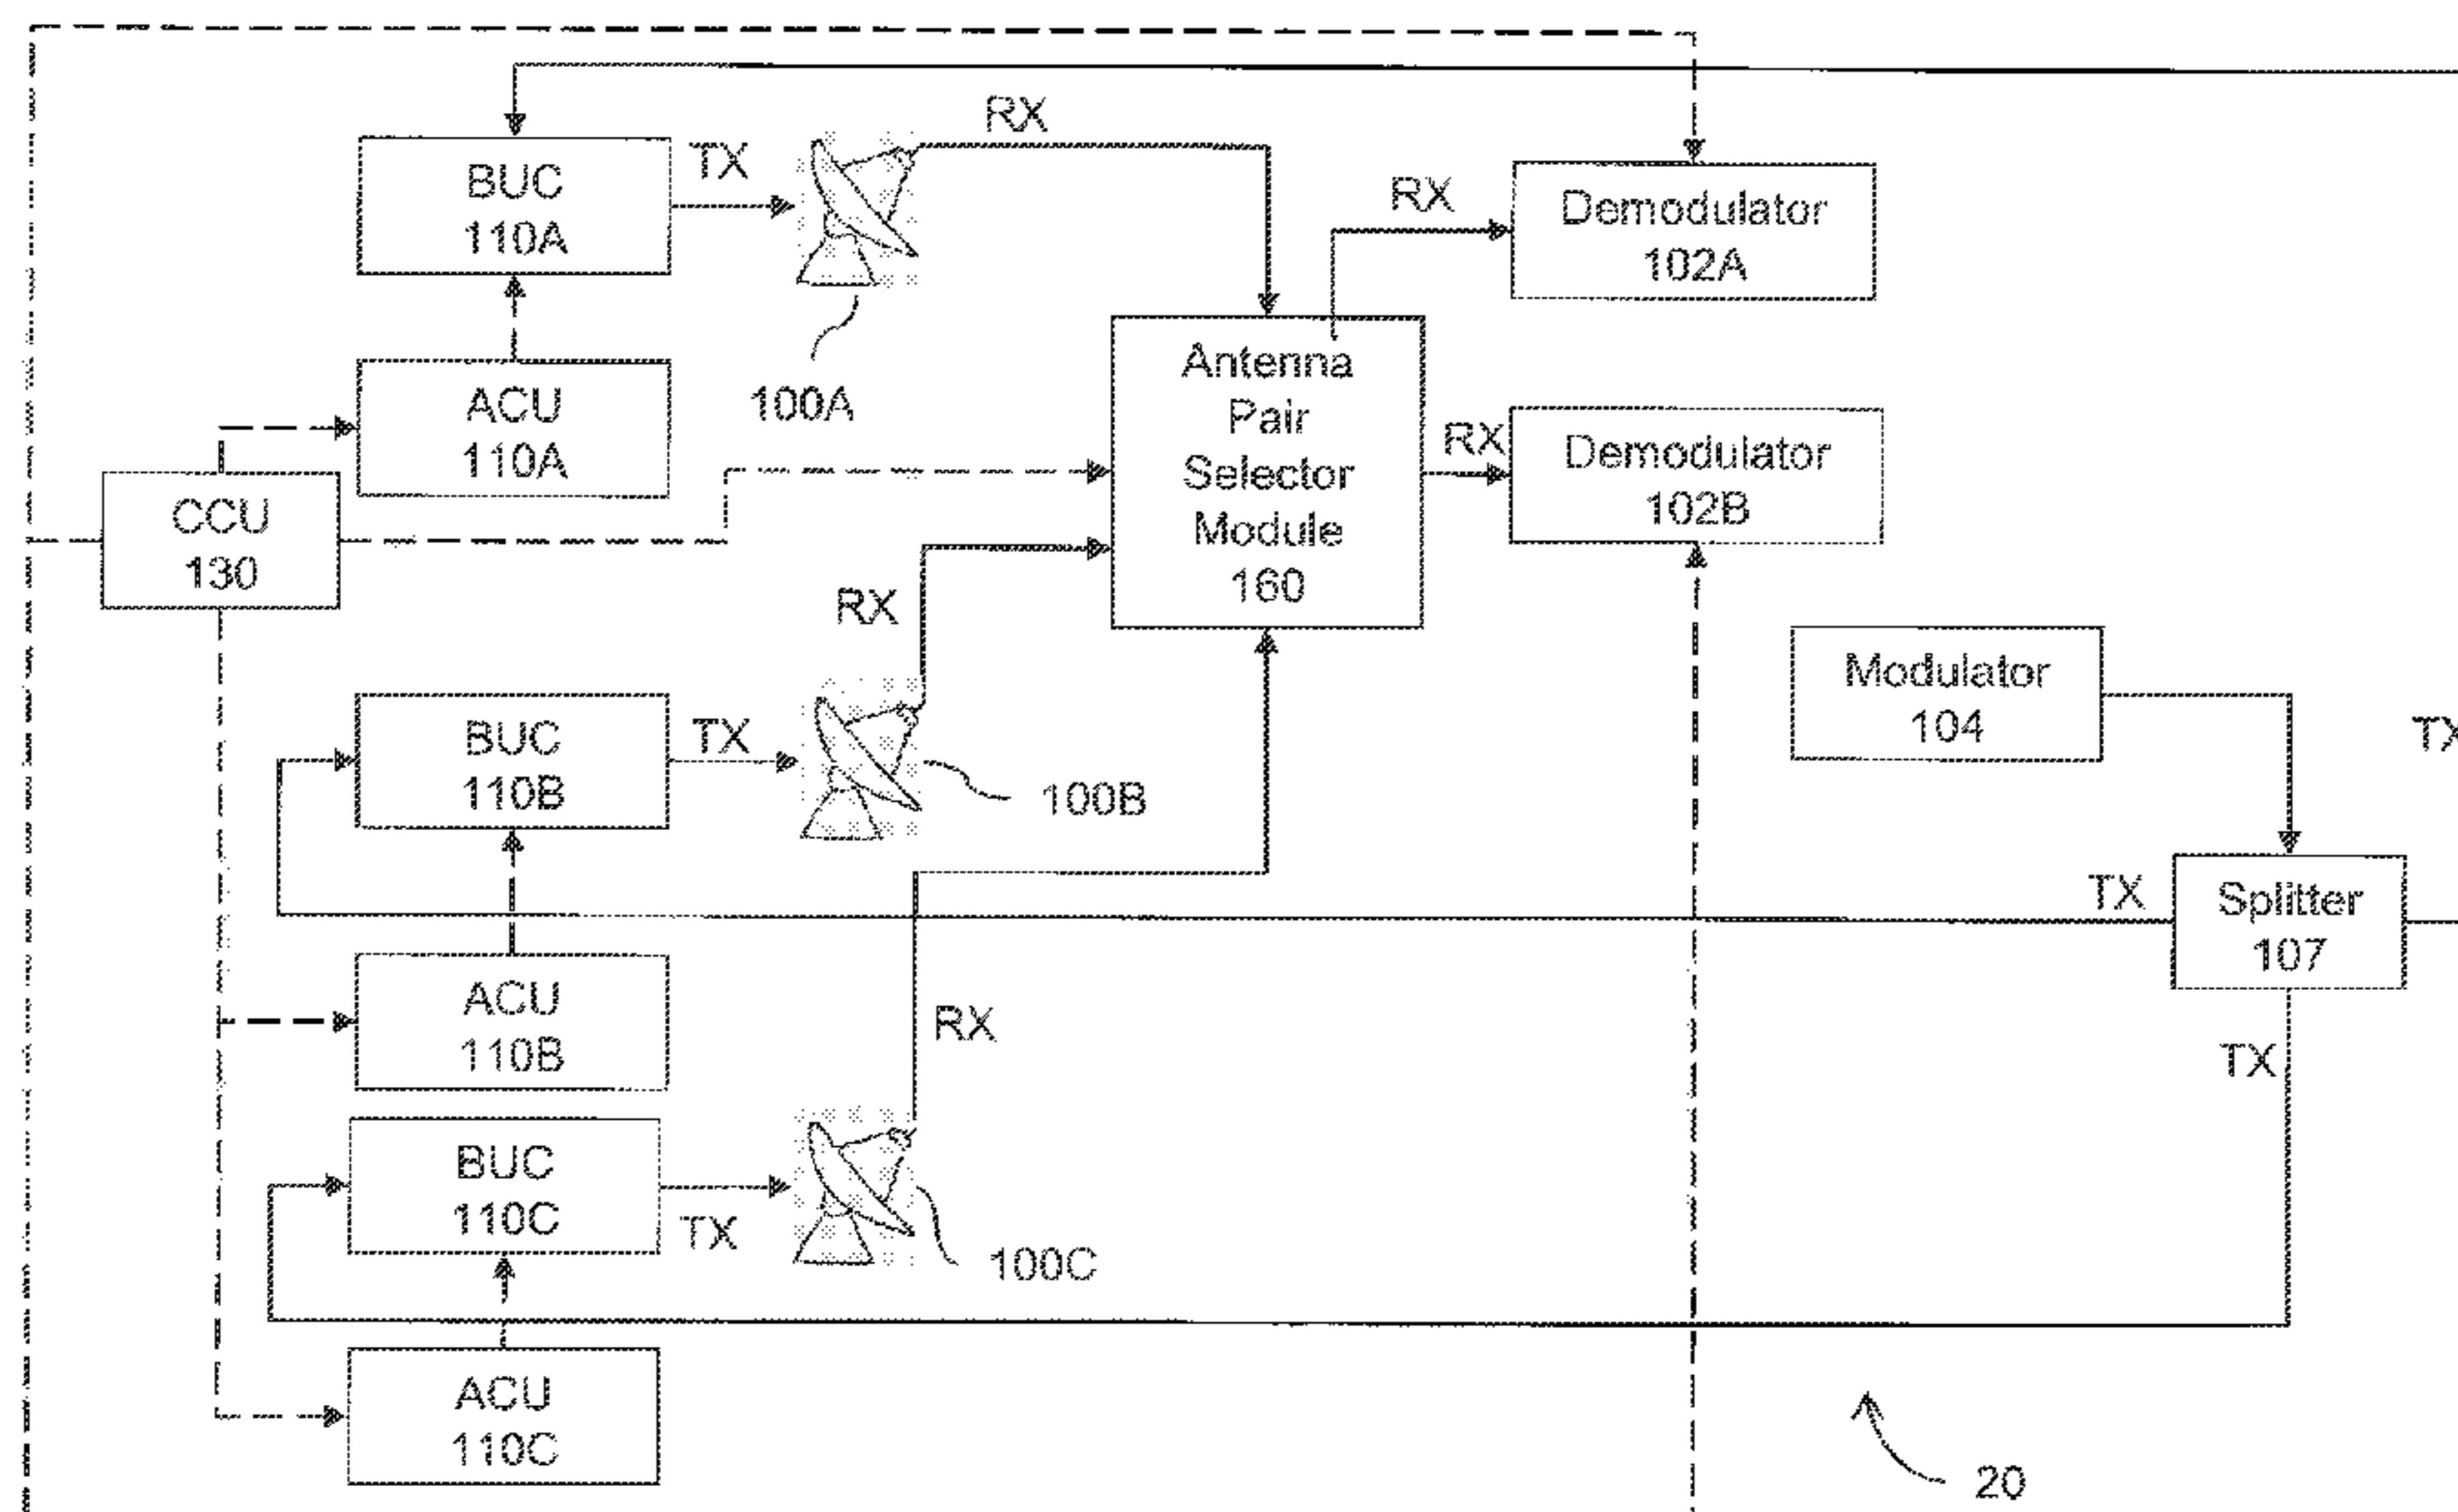 RX
BUC
110A
TX
RX
Demodulator
102A
ACU
110A
100A
Antenna
Pair
Selector
Module
160
RX
Demodulator
102B
CCU
130
RX
Modulator
104
BUC
110B
TX
100B
TX
TX
Splitter
107
ACU
110B
RX
TX
BUC
110C
TX
100C
ACU
110C
20